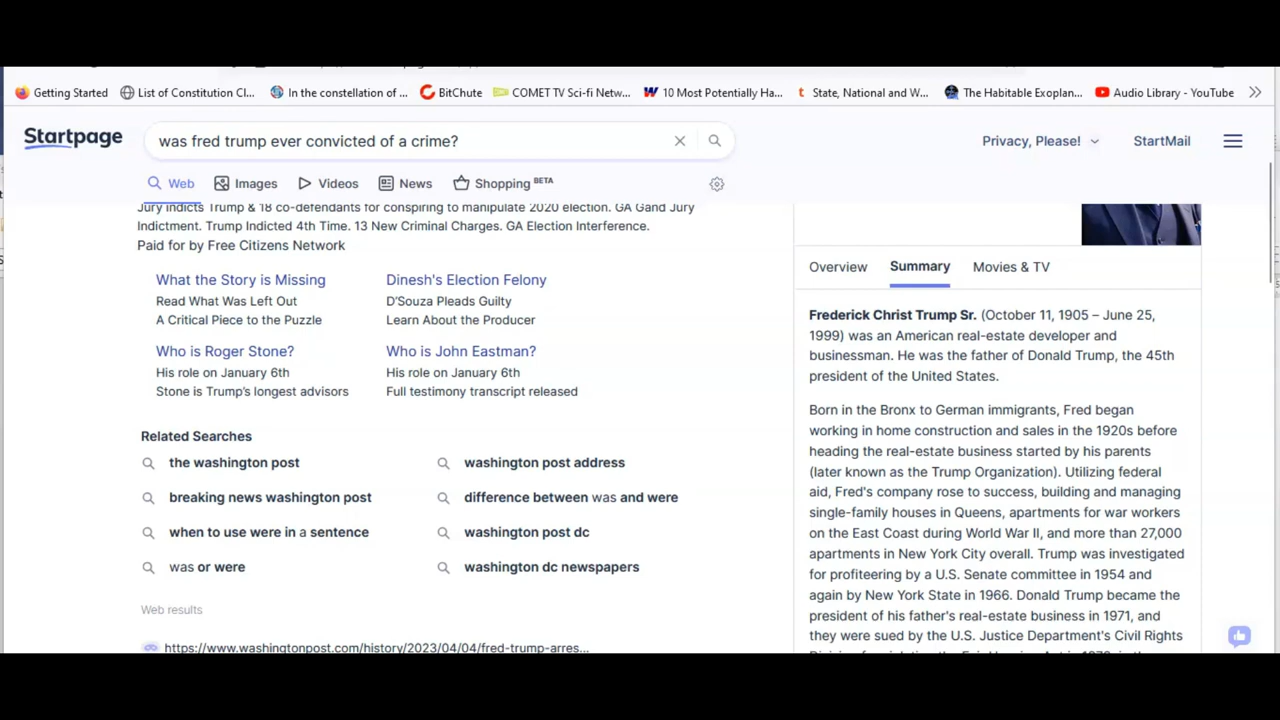 Getting Started
List of Constitution Cl...
In the constellation of ...
BitChute
COMET TV Sci-fi Netw...
10 Most Potentially Ha...
State, National and W...
The Habitable Exoplan...
Audio Library - YouTube
Startpage
was fred trump ever convicted of a crime?
Privacy, Please!
StartMail
Web
Images
Videos
News
Shopping BETA
Jury indicts Trump & 18 co-defendants for conspiring to manipulate 2020 election. GA Gand Jury
Indictment. Trump Indicted 4th Time. 13 New Criminal Charges. GA Election Interference.
Paid for by Free Citizens Network
What the Story is Missing
Read What Was Left Out
A Critical Piece to the Puzzle
Dinesh's Election Felony
D'Souza Pleads Guilty
Learn About the Producer
Who is Roger Stone?
His role on January 6th
Stone is Trump's longest advisors
Who is John Eastman?
His role on January 6th
Full testimony transcript released
Related Searches
the washington post
washington post address
breaking news washington post
difference between was and were
when to use were in a sentence
washington post dc
was or were
washington dc newspapers
Web results
https://www.washingtonpost.com/history/2023/04/04/fred-trump-arres...
Overview
Summary
Movies & TV
Frederick Christ Trump Sr. (October 11, 1905 – June 25,
1999) was an American real-estate developer and
businessman. He was the father of Donald Trump, the 45th
president of the United States.
Born in the Bronx to German immigrants, Fred began
working in home construction and sales in the 1920s before
heading the real-estate business started by his parents
(later known as the Trump Organization). Utilizing federal
aid, Fred's company rose to success, building and managing
single-family houses in Queens, apartments for war workers
on the East Coast during World War II, and more than 27,000
apartments in New York City overall. Trump was investigated
for profiteering by a U.S. Senate committee in 1954 and
again by New York State in 1966. Donald Trump became the
president of his father's real-estate business in 1971, and
they were sued by the U.S. Justice Department's Civil Rights